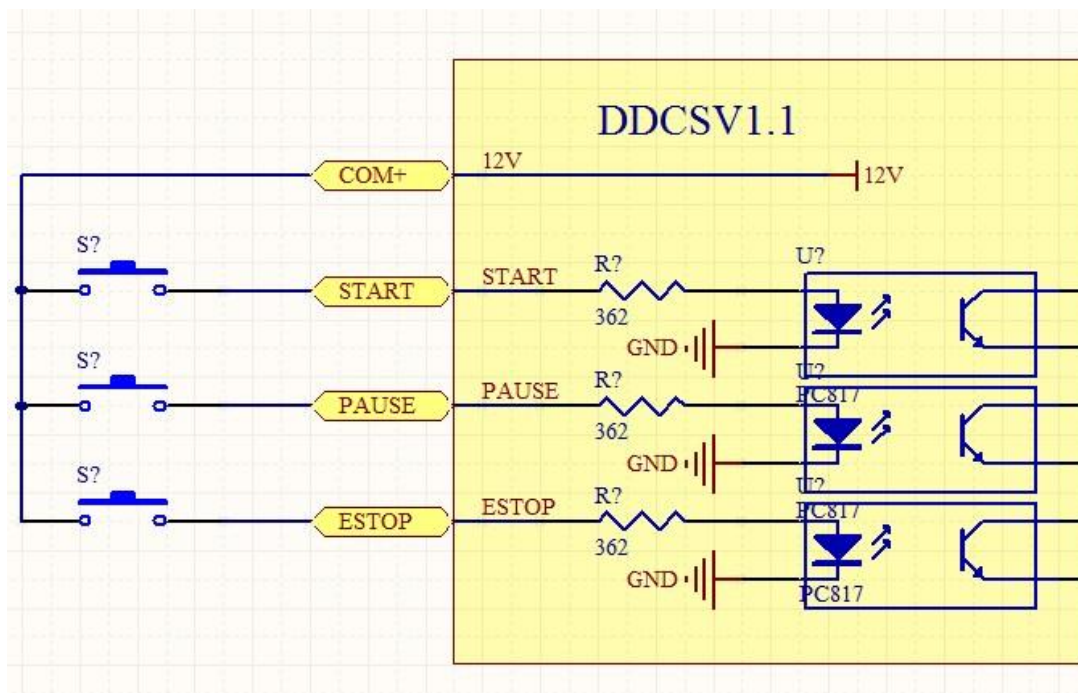 DDCSV1.1
COM+
12V
12V
S?
START
START
R?
362
GND
U?
PC817
S?
PAUSE
PAUSE
R?
362
GND
U?
PC817
S?
ESTOP
ESTOP
R?
362
GND
U?
PC817